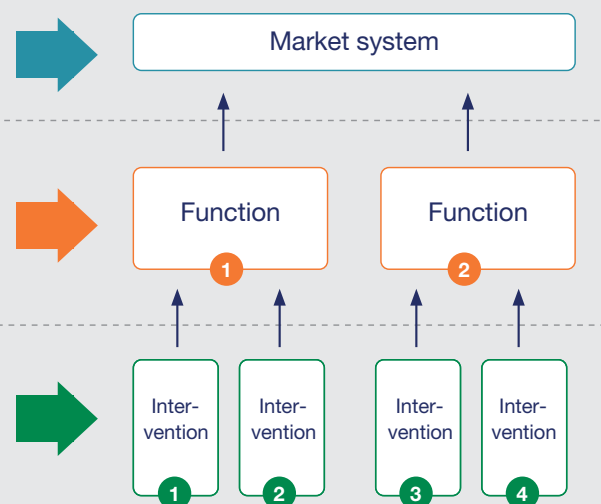 Market system
Function
Function
1
2
Inter-
vention
Inter-
vention
Inter-
vention
Inter-
vention
1
2
3
4